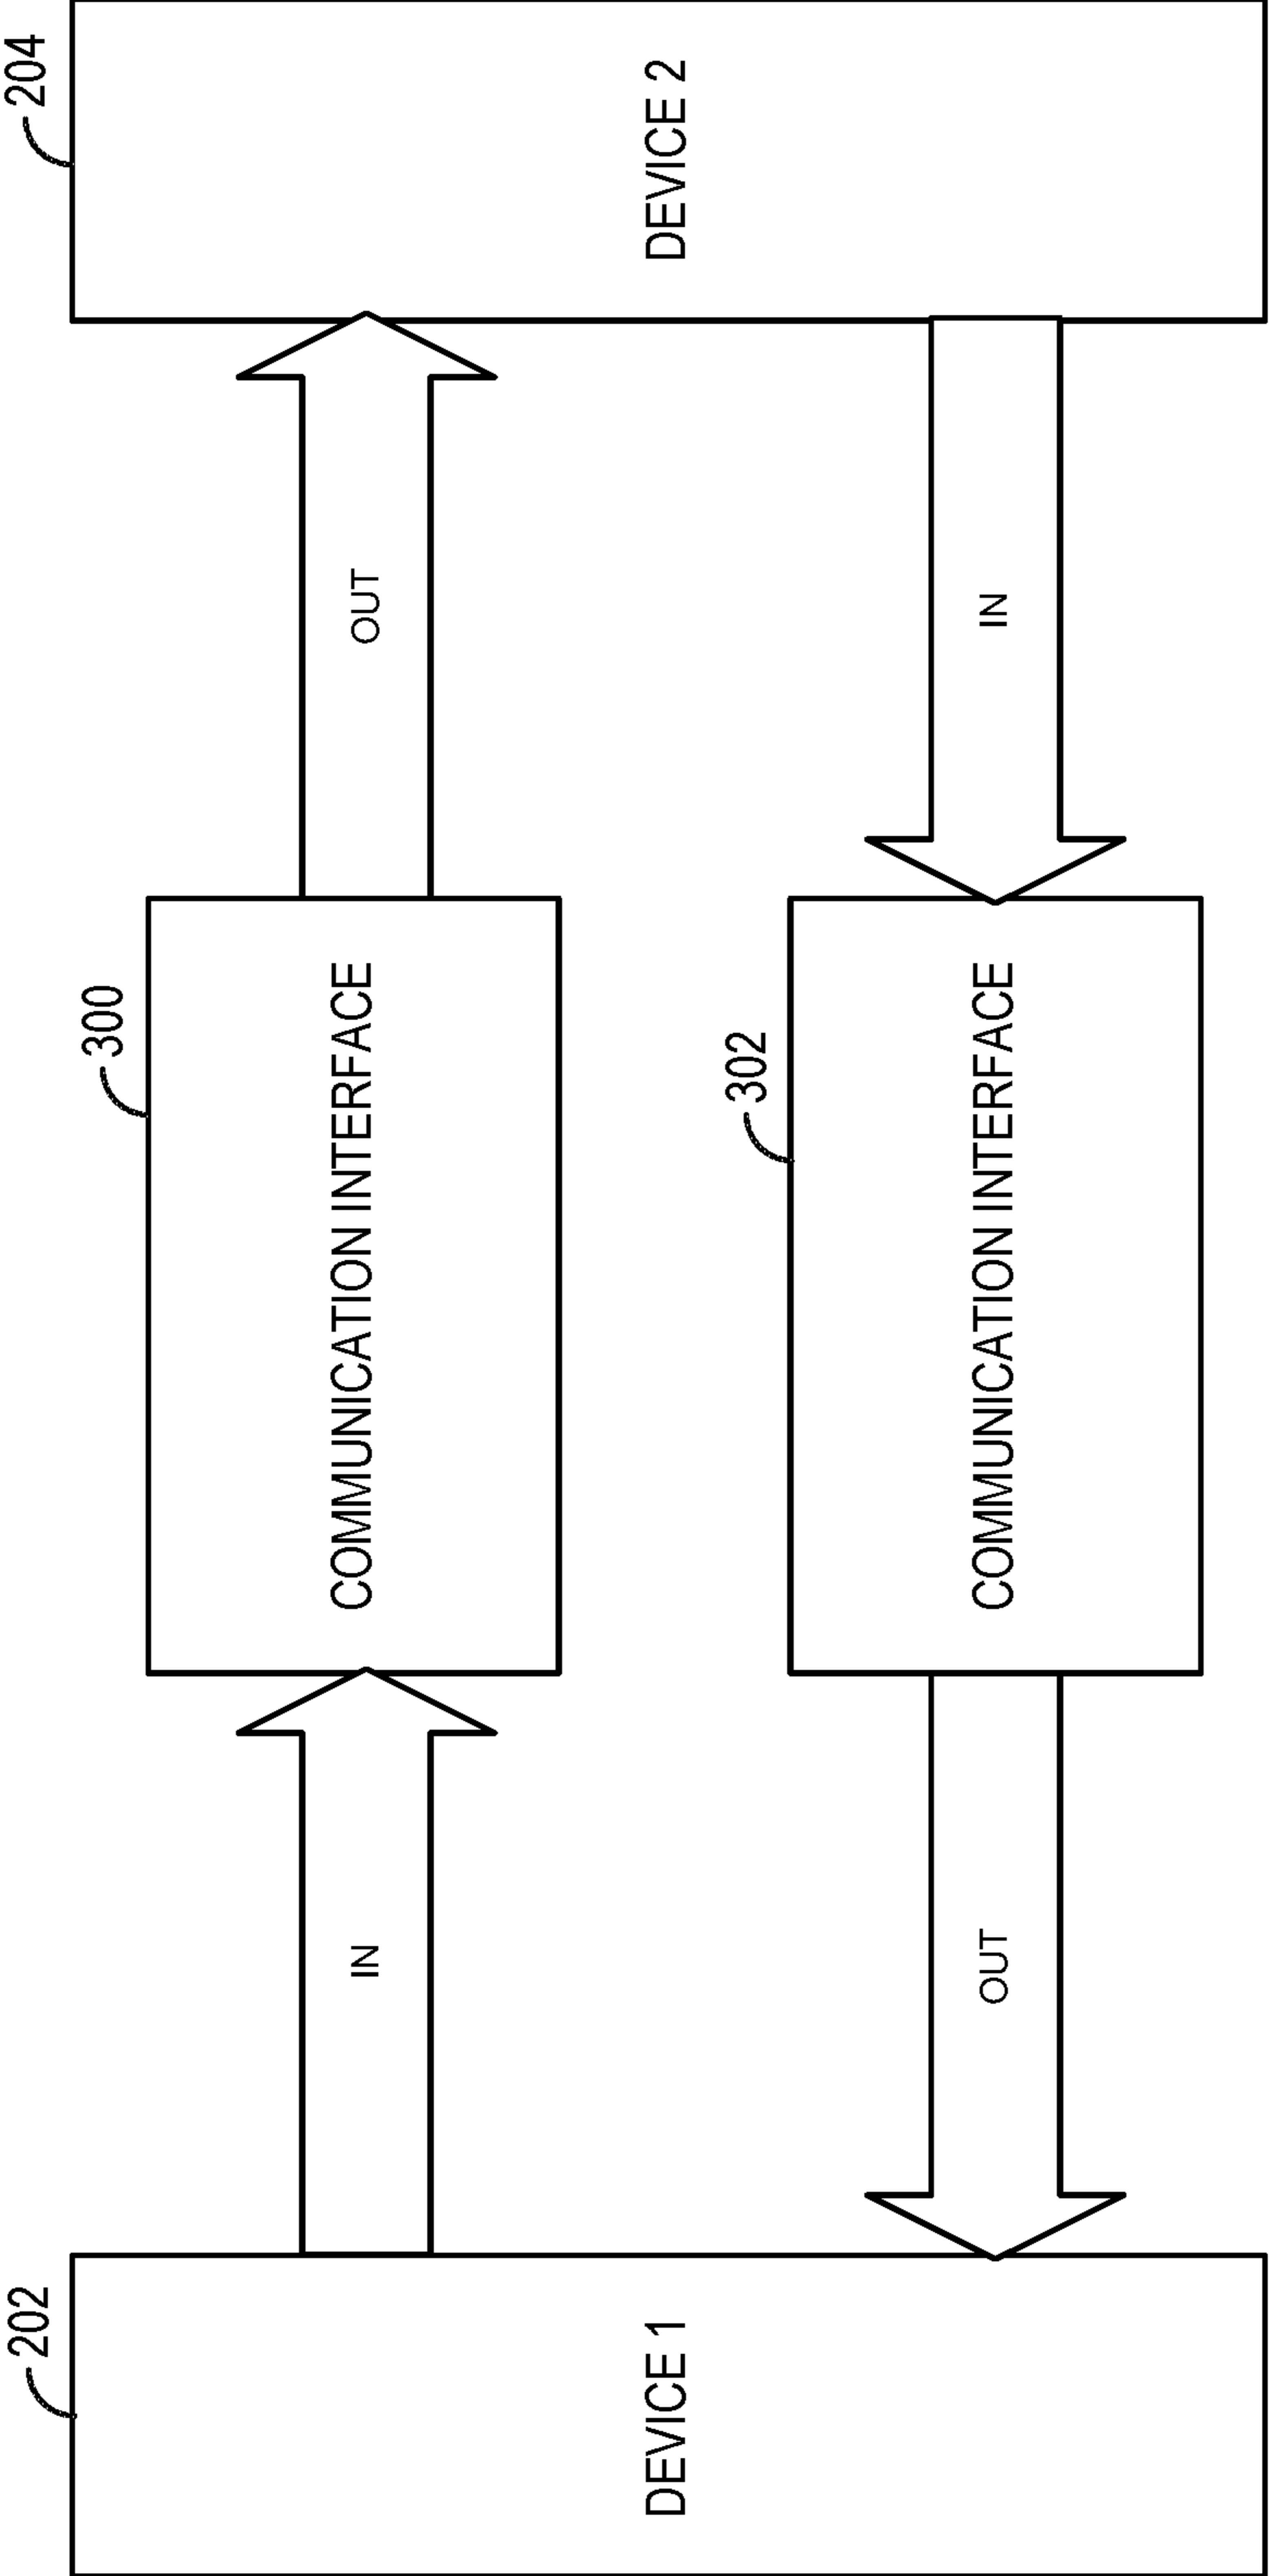 202
DEVICE 1
IN
300
COMMUNICATION INTERFACE
OUT
204
DEVICE 2
302
COMMUNICATION INTERFACE
OUT
IN